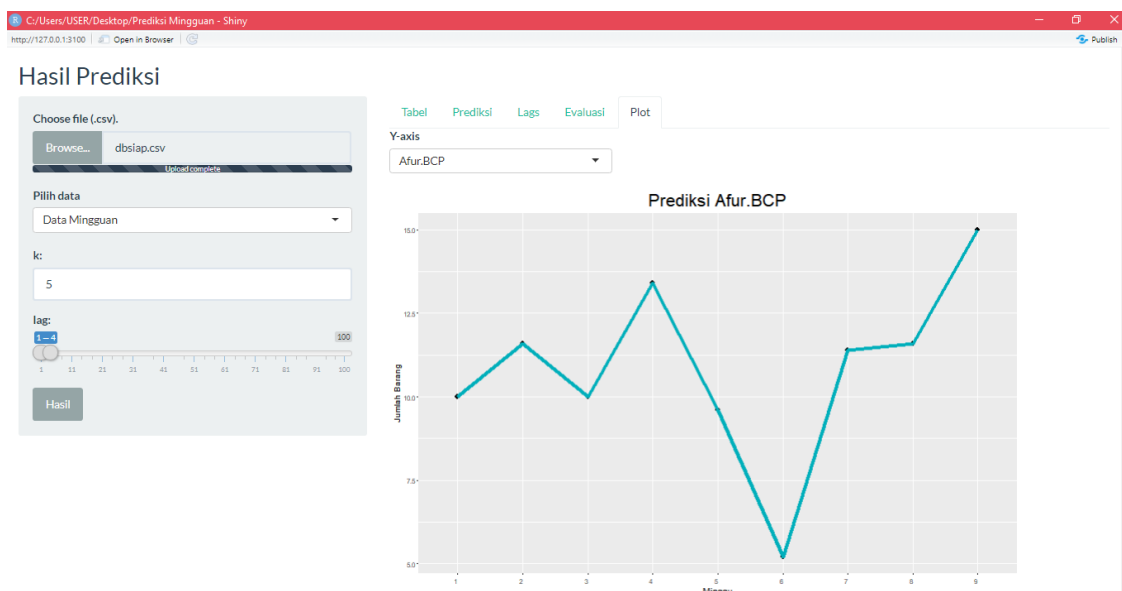 R C:/Users/USER/Desktop/Prediksi Mingguan - Shiny
http://127.0.0.1:3100 Open in Browser Publish
Hasil Prediksi
Choose file (.csv).
Browse... dbsiap.csv
Upload complete
Pilih data
Data Mingguan
k:
5
lag:
1 — 4 100
1 11 21 31 41 51 61 71 81 91 100
Hasil
Tabel Prediksi Lags Evaluasi Plot
Y-axis
Afur.BCP
Prediksi Afur.BCP
15.0
12.5
10.0
7.5
5.0
Jumlah Barang
1 2 3 4 5 6 7 8 9
Minggu